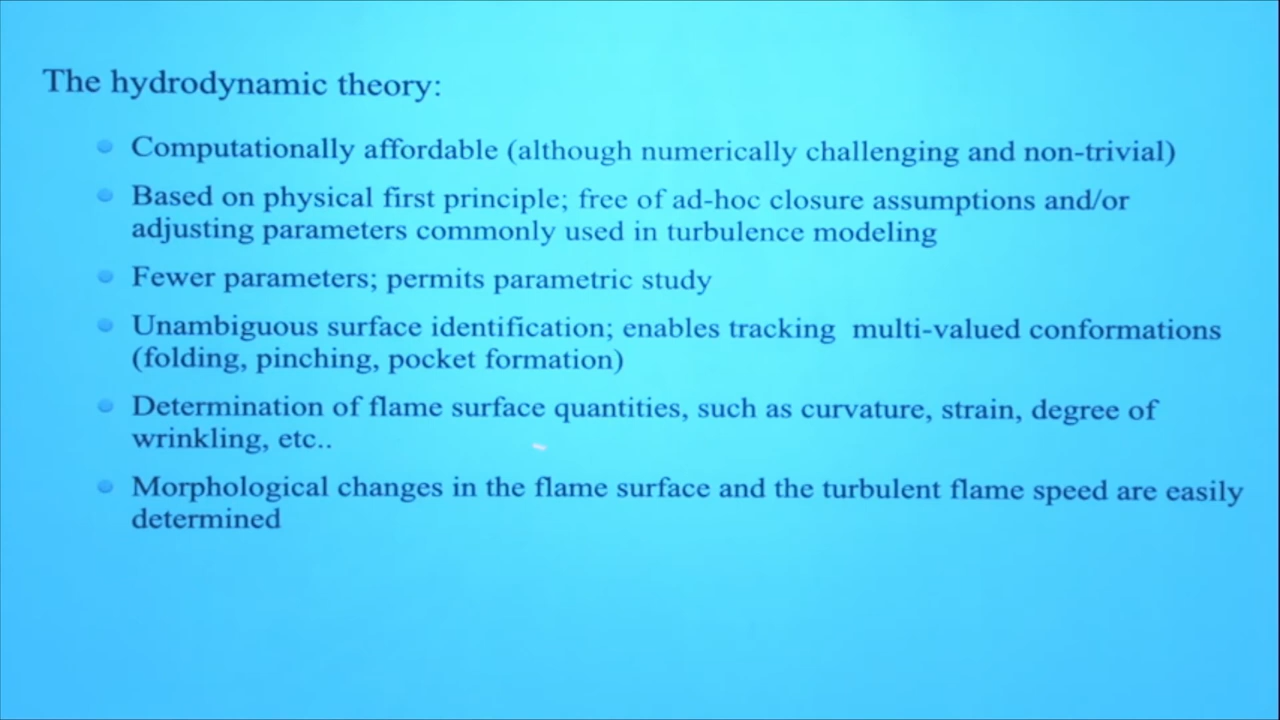 The hydrodynamic theory:
Computationally affordable (although numerically challenging and non-trivial)
Based on physical first principle; free of ad-hoc closure assumptions and/or
adjusting parameters commonly used in turbulence modeling
Fewer parameters; permits parametric study
Unambiguous surface identification; enables tracking multi-valued conformations
(folding, pinching, pocket formation)
Determination of flame surface quantities, such as curvature, strain, degree of
wrinkling, etc..
Morphological changes in the flame surface and the turbulent flame speed are easily
determined